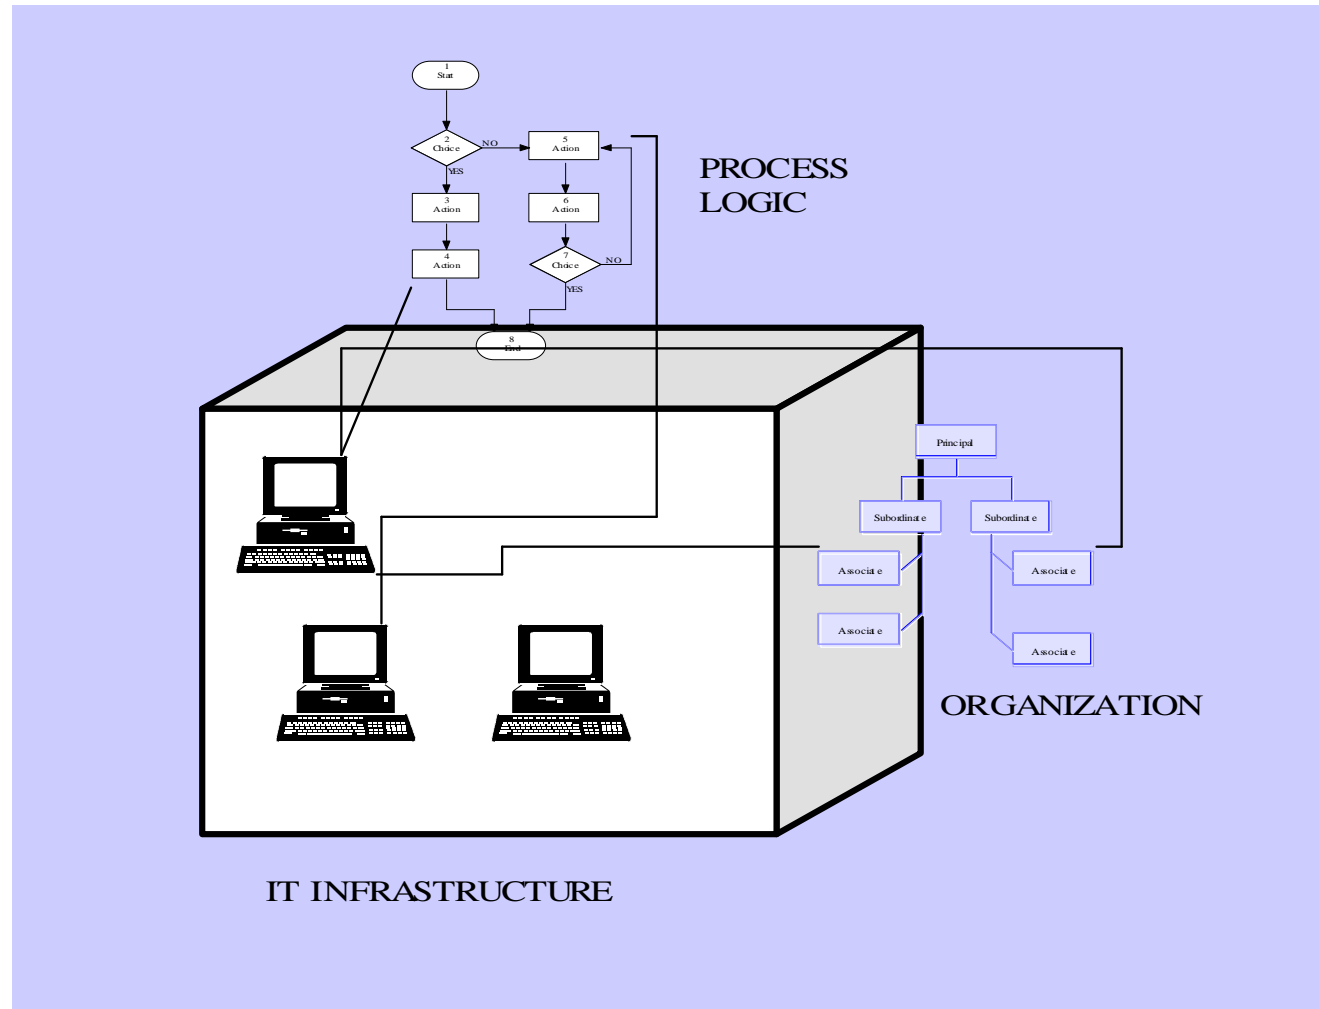 1
Start
2
Choice
NO
YES
5
Action
PROCESS
LOGIC
3
Action
6
Action
4
Action
7
Choice
NO
YES
8
End
Principal
Subordinate
Subordinate
Associate
Associate
Associate
Associate
ORGANIZATION
IT INFRASTRUCTURE